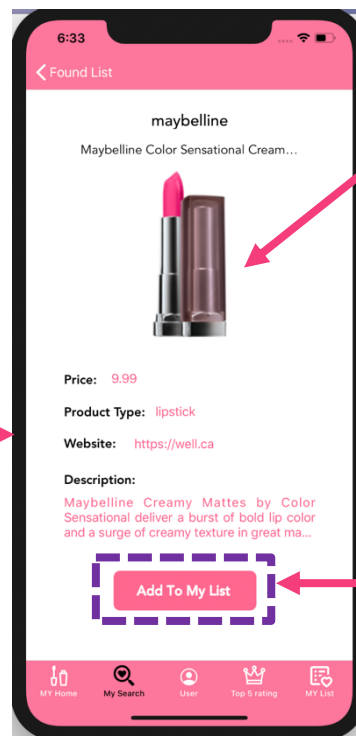 6:33
Found List
maybelline
Maybelline Color Sensational Cream...
Price: 9.99
Product Type: lipstick
Website: https://well.ca
Description:
Maybelline Creamy Mattes by Color
Sensational deliver a burst of bold lip color
and a surge of creamy texture in great ma...
Add To My List
MY Home My Search User Top 5 rating MY List